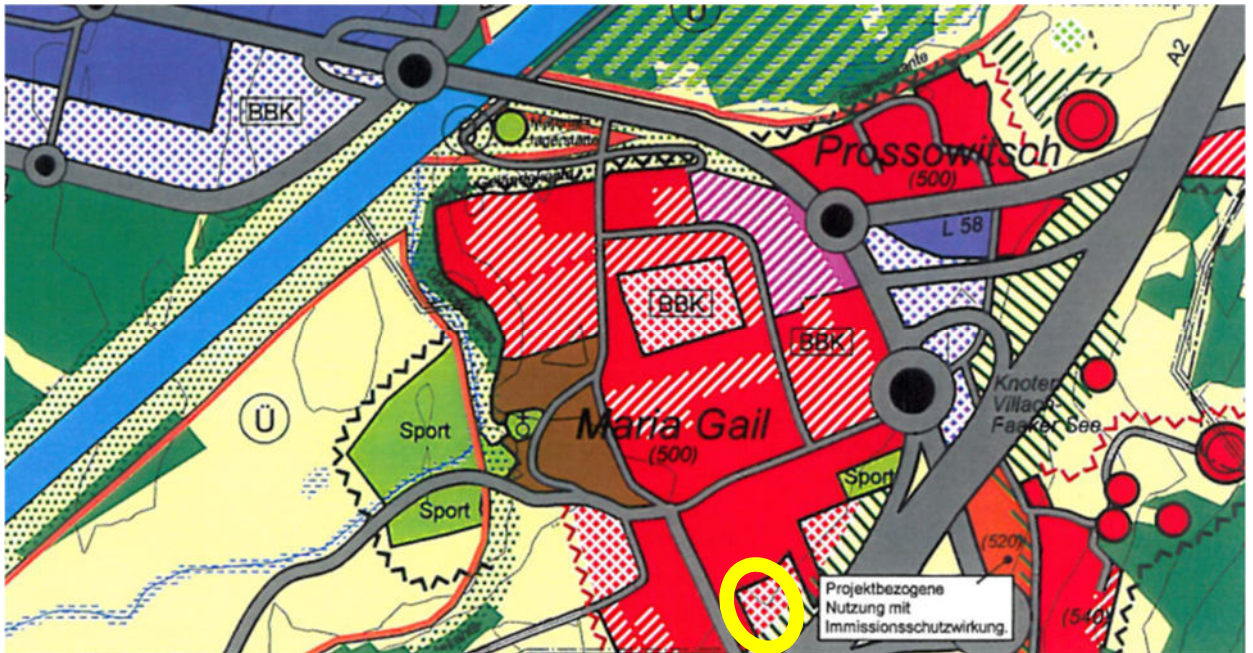 Ü
A2
BBK
Prossowitsch
(500)
L 58
BBK
BBK
Knoten
Villach-
Faaker See
Ü
Sport
Maria Gail
(500)
Sport
Sport
(520)
Projektbezogene
Nutzung mit
Immissionsschutzwirkung.
(540)